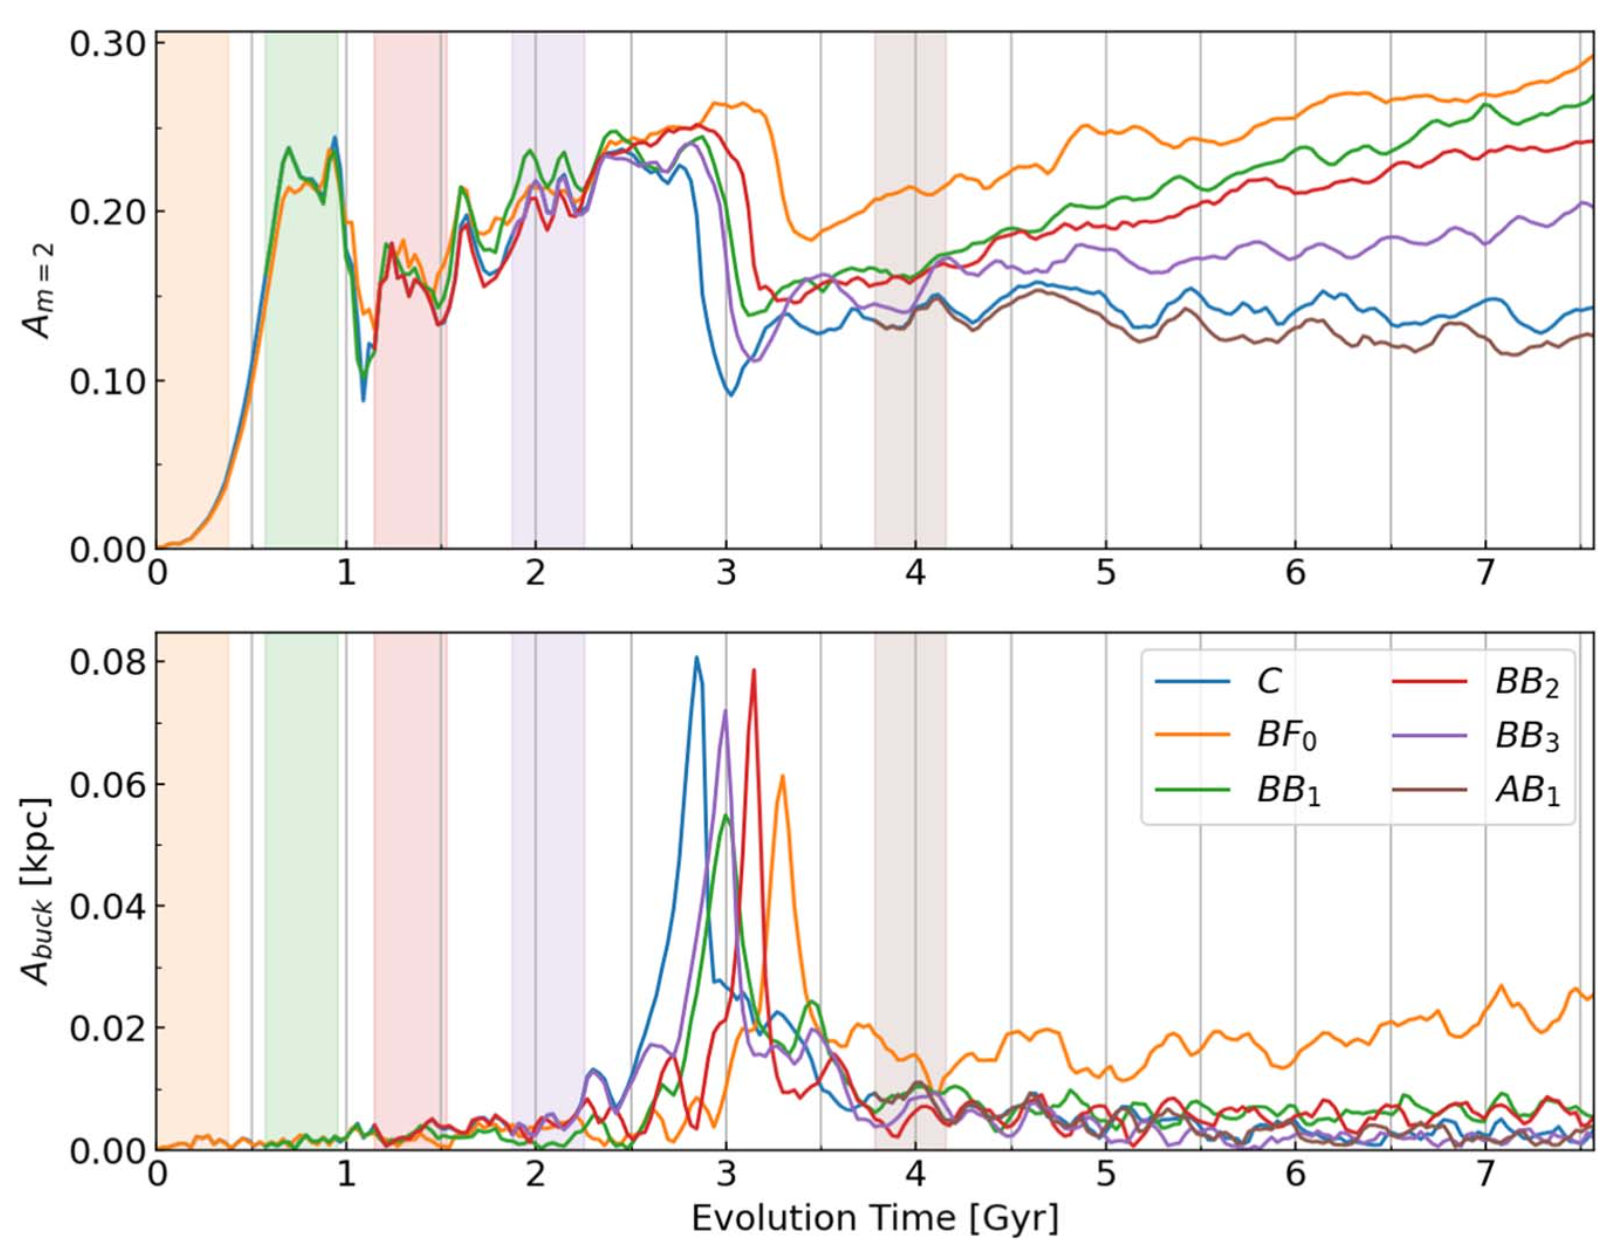 0.30
0.20
0.10
0.00
A_{m=2}
0 1 2 3 4 5 6 7
0.08
0.06
0.04
0.02
0.00
A_{buck} [kpc]
C BB_2
BF_0 BB_3
BB_1 AB_1
0 1 2 3 4 5 6 7
Evolution Time [Gyr]